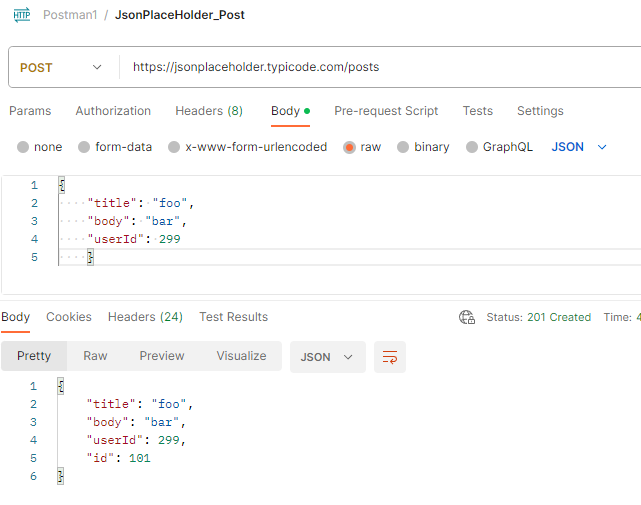 HTTP Postman1 / JsonPlaceHolder_Post
POST https://jsonplaceholder.typicode.com/posts
Params Authorization Headers (8) Body Pre-request Script Tests Settings
none form-data x-www-form-urlencoded raw binary GraphQL JSON
1 {
2 "title": "foo",
3 "body": "bar",
4 "userId": 299
5 }
Body Cookies Headers (24) Test Results Status: 201 Created Time: 4
Pretty Raw Preview Visualize JSON
1 {
2 "title": "foo",
3 "body": "bar",
4 "userId": 299,
5 "id": 101
6 }